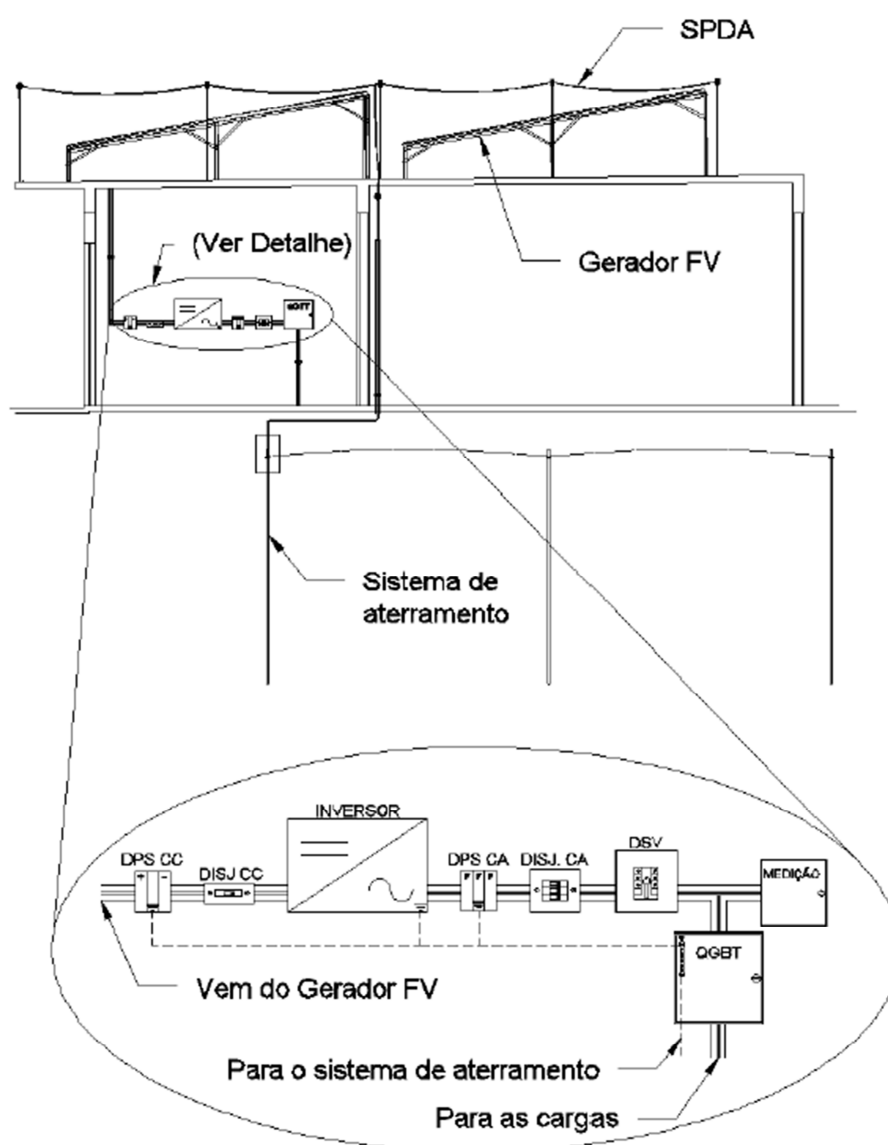 SPDA
(Ver Detalhe)
Gerador FV
QGBT
Sistema de
aterramento
INVERSOR
DPS CC
DISJ CC
DPS CA
DISJ. CA
DSV
MEDIÇÃO
+ -
F F F
QGBT
Vem do Gerador FV
Para o sistema de aterramento
Para as cargas